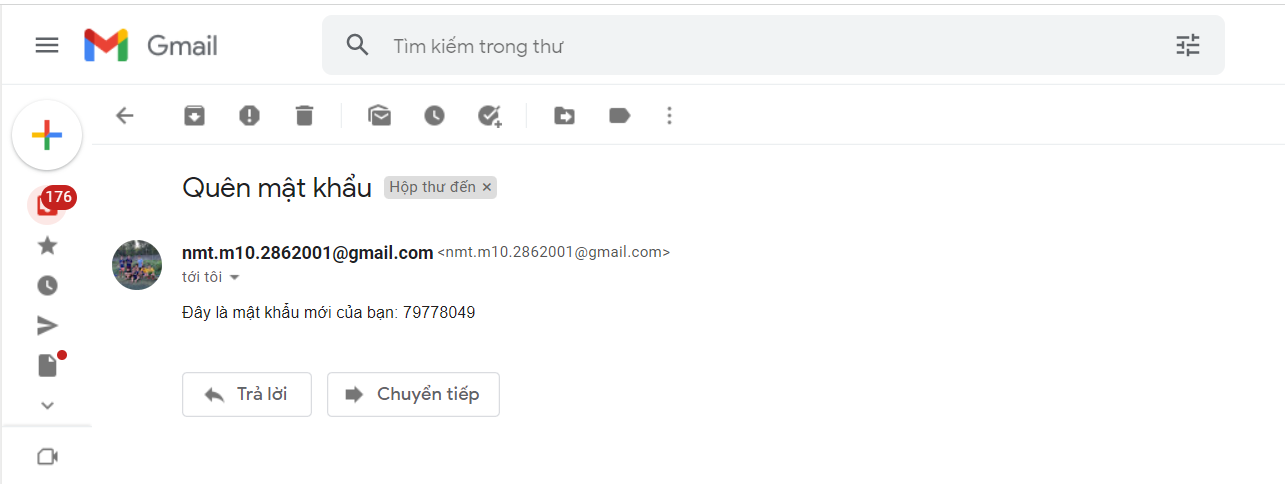 Gmail
Tìm kiếm trong thư
Quên mật khẩu Hộp thư đến ×
176
nmt.m10.2862001@gmail.com <nmt.m10.2862001@gmail.com>
tới tôi
Đây là mật khẩu mới của bạn: 79778049
Trả lời Chuyển tiếp